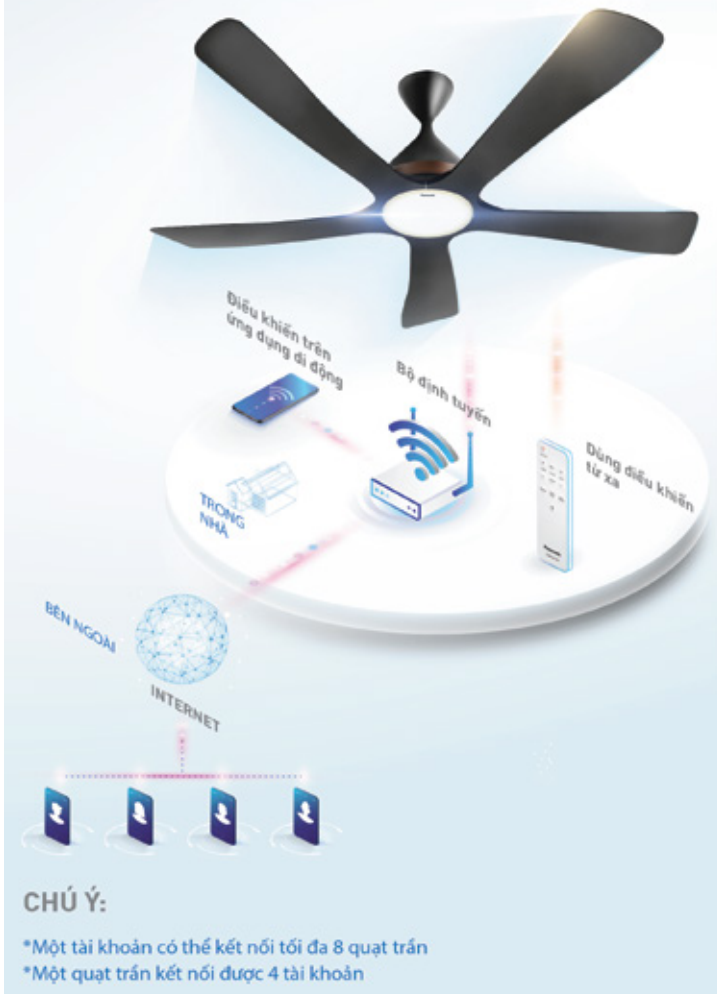 Điều khiển trên
ứng dụng di động
Bộ định tuyến
Dùng điều khiển
từ xa
TRONG
NHÀ
BÊN NGOÀI
INTERNET
CHÚ Ý:
*Một tài khoản có thể kết nối tối đa 8 quạt trần
*Một quạt trần kết nối được 4 tài khoản